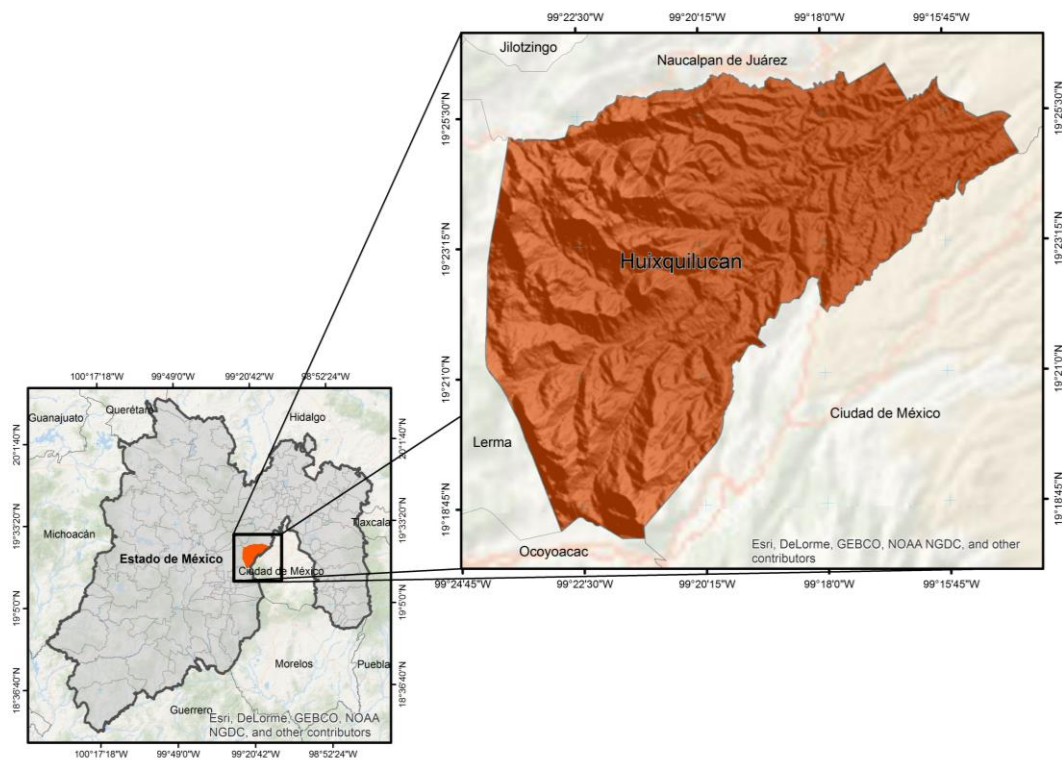 99°22'30"W 99°20'15"W 99°18'0"W 99°15'45"W
Jilotzingo
Naucalpan de Juárez
19°25'30"N
19°25'30"N
19°23'15"N
19°23'15"N
Huixquilucan
19°21'0"N
19°21'0"N
Ciudad de México
Lerma
19°18'45"N
19°18'45"N
Ocoyoacac
Esri, DeLorme, GEBCO, NOAA NGDC, and other
contributors
99°24'45"W 99°22'30"W 99°20'15"W 99°18'0"W 99°15'45"W
100°17'18"W 99°49'0"W 99°20'42"W 98°52'24"W
Querétaro
Guanajuato
Hidalgo
20°1'40"N
20°1'40"N
19°33'20"N
19°33'20"N
Tlaxcala
Michoacán
Estado de México
Ciudad de México
19°5'0"N
19°5'0"N
Morelos
Puebla
18°36'40"N
18°36'40"N
Guerrero
Esri, DeLorme, GEBCO, NOAA
NGDC, and other contributors
100°17'18"W 99°49'0"W 99°20'42"W 98°52'24"W